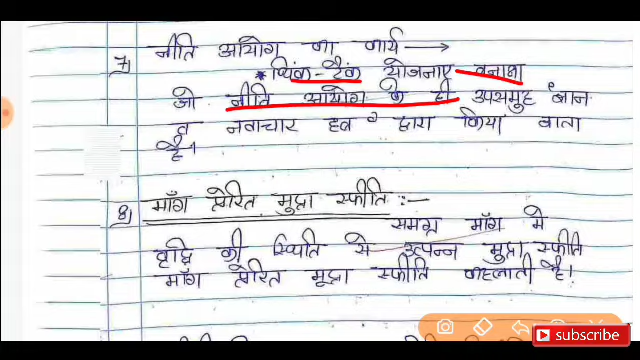 7) नीति आयोग का कार्य →
* थिंक-टैंक योजनाए बनाना
जो नीति आयोग के ही उपसमुह ज्ञान
व नवाचार हब द्वारा किया जाता
है।
8) माँग प्रेरित मुद्रा स्फीति :-
समग्र माँग मे
वृद्धि की स्थिति से उत्पन्न मुद्रा स्फीति
माँग प्रेरित मुद्रा स्फीति कहलाती है।
subscribe